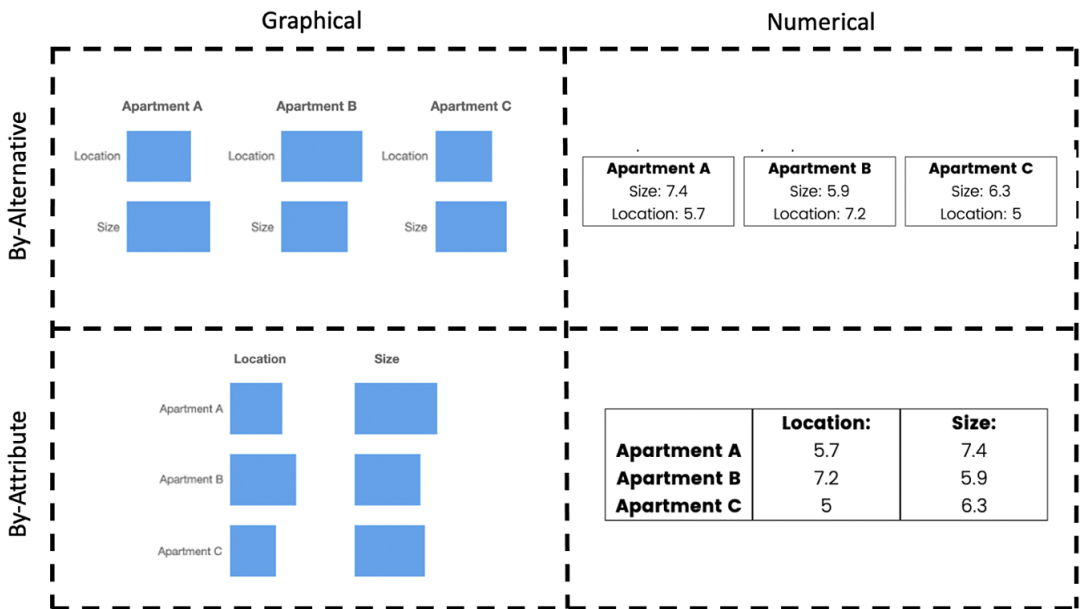 Graphical
Numerical
By-Alternative
Apartment A
Apartment B
Apartment C
Location
Location
Location
Size
Size
Size
Apartment A
Size: 7.4
Location: 5.7
Apartment B
Size: 5.9
Location: 7.2
Apartment C
Size: 6.3
Location: 5
By-Attribute
Location
Size
Apartment A
Apartment B
Apartment C
Location: Size:
Apartment A 5.7 7.4
Apartment B 7.2 5.9
Apartment C 5 6.3